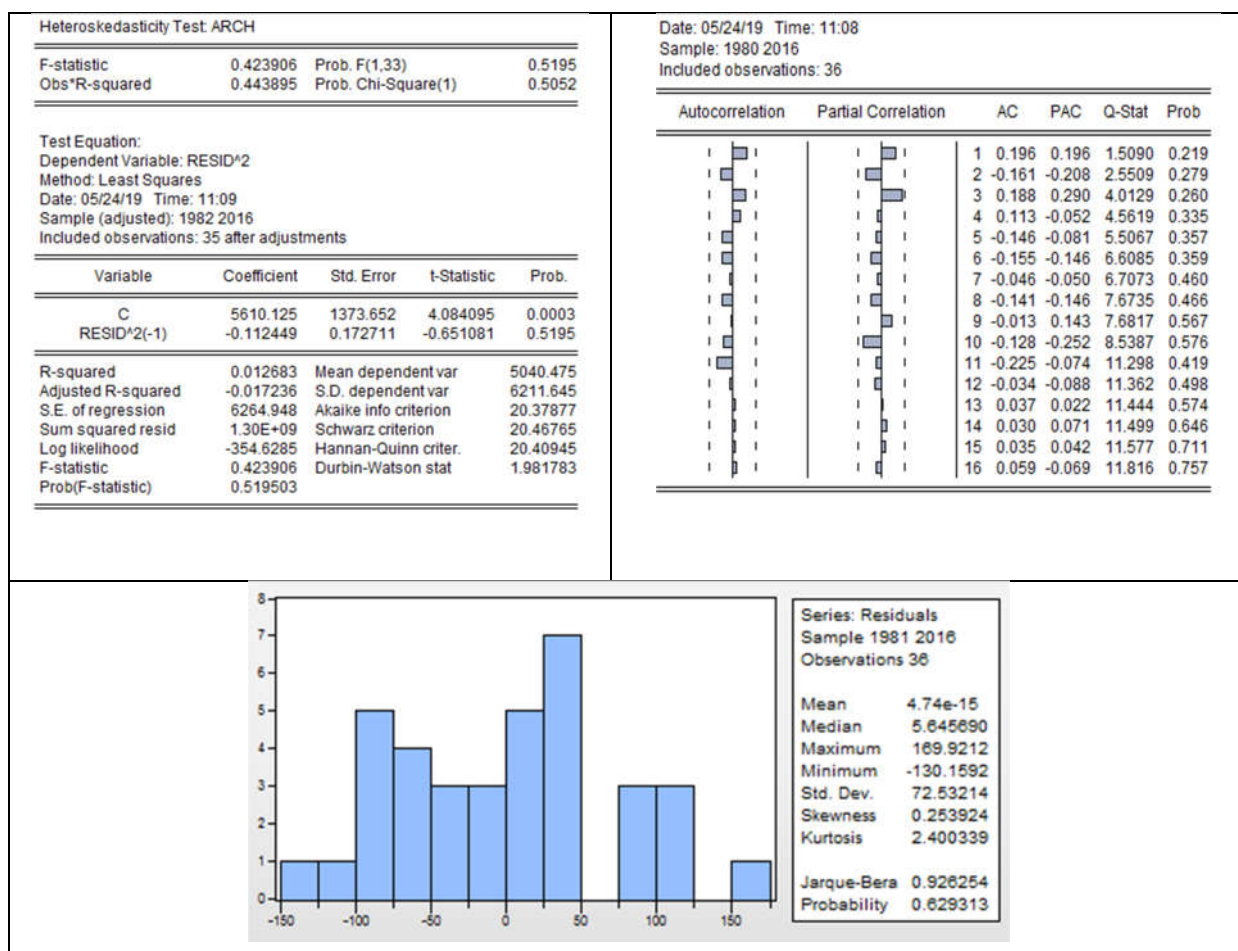 Heteroskedasticity Test: ARCH
F-statistic 0.423906 Prob. F(1,33) 0.5195
Obs*R-squared 0.443895 Prob. Chi-Square(1) 0.5052
Test Equation:
Dependent Variable: RESID^2
Method: Least Squares
Date: 05/24/19 Time: 11:09
Sample (adjusted): 1982 2016
Included observations: 35 after adjustments
Variable Coefficient Std. Error t-Statistic Prob.
C 5610.125 1373.652 4.084095 0.0003
RESID^2(-1) -0.112449 0.172711 -0.651081 0.5195
R-squared 0.012683 Mean dependent var 5040.475
Adjusted R-squared -0.017236 S.D. dependent var 6211.645
S.E. of regression 6264.948 Akaike info criterion 20.37877
Sum squared resid 1.30E+09 Schwarz criterion 20.46765
Log likelihood -354.6285 Hannan-Quinn criter. 20.40945
F-statistic 0.423906 Durbin-Watson stat 1.981783
Prob(F-statistic) 0.519503
Date: 05/24/19 Time: 11:08
Sample: 1980 2016
Included observations: 36
Autocorrelation Partial Correlation AC PAC Q-Stat Prob
1 0.196 0.196 1.5090 0.219
2 -0.161 -0.208 2.5509 0.279
3 0.188 0.290 4.0129 0.260
4 0.113 -0.052 4.5619 0.335
5 -0.146 -0.081 5.5067 0.357
6 -0.155 -0.146 6.6085 0.359
7 -0.046 -0.050 6.7073 0.460
8 -0.141 -0.146 7.6735 0.466
9 -0.013 0.143 7.6817 0.567
10 -0.128 -0.252 8.5387 0.576
11 -0.225 -0.074 11.298 0.419
12 -0.034 -0.088 11.362 0.498
13 0.037 0.022 11.444 0.574
14 0.030 0.071 11.499 0.646
15 0.035 0.042 11.577 0.711
16 0.059 -0.069 11.816 0.757
8
7
6
5
4
3
2
1
0
-150 -100 -50 0 50 100 150
Series: Residuals
Sample 1981 2016
Observations 36
Mean 4.74e-15
Median 5.645690
Maximum 169.9212
Minimum -130.1592
Std. Dev. 72.53214
Skewness 0.253924
Kurtosis 2.400339
Jarque-Bera 0.926254
Probability 0.629313